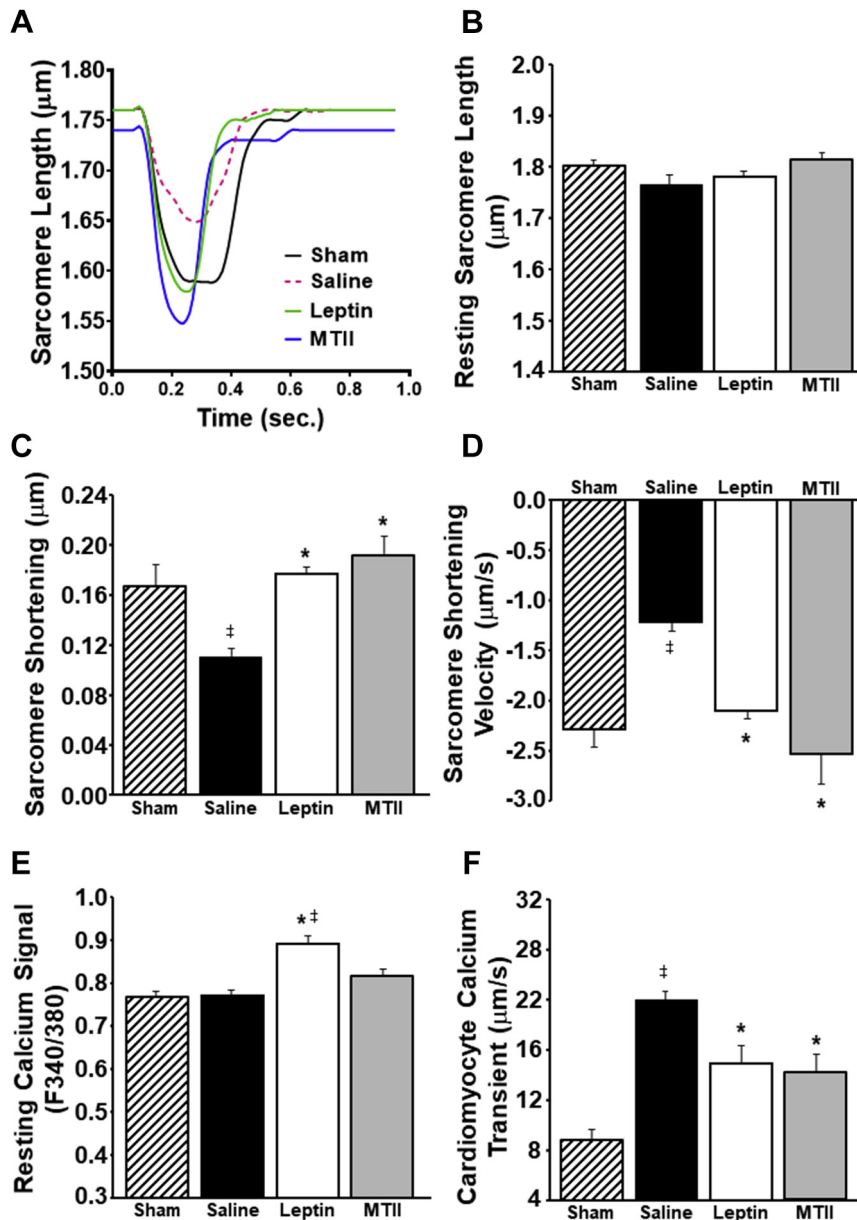 A
Sarcomere Length (μm)
1.80
1.75
1.70
1.65
1.60
1.55
1.50
Sham
Saline
Leptin
MTII
0.0 0.2 0.4 0.6 0.8 1.0
Time (sec.)
B
Resting Sarcomere Length
(μm)
2.0
1.9
1.8
1.7
1.6
1.5
1.4
Sham Saline Leptin MTII
C
Sarcomere Shortening (μm)
0.24
0.20
0.16
0.12
0.08
0.04
0.00
‡
*
*
Sham Saline Leptin MTII
D
Sham Saline Leptin MTII
Sarcomere Shortening
Velocity (μm/s)
0.0
-0.5
-1.0
-1.5
-2.0
-2.5
-3.0
‡
*
*
E
Resting Calcium Signal
(F340/380)
1.0
0.9
0.8
0.7
0.6
0.5
0.4
0.3
* ‡
Sham Saline Leptin MTII
F
Cardiomyocyte Calcium
Transient (μm/s)
32
28
22
16
12
8
4
‡
*
*
Sham Saline Leptin MTII